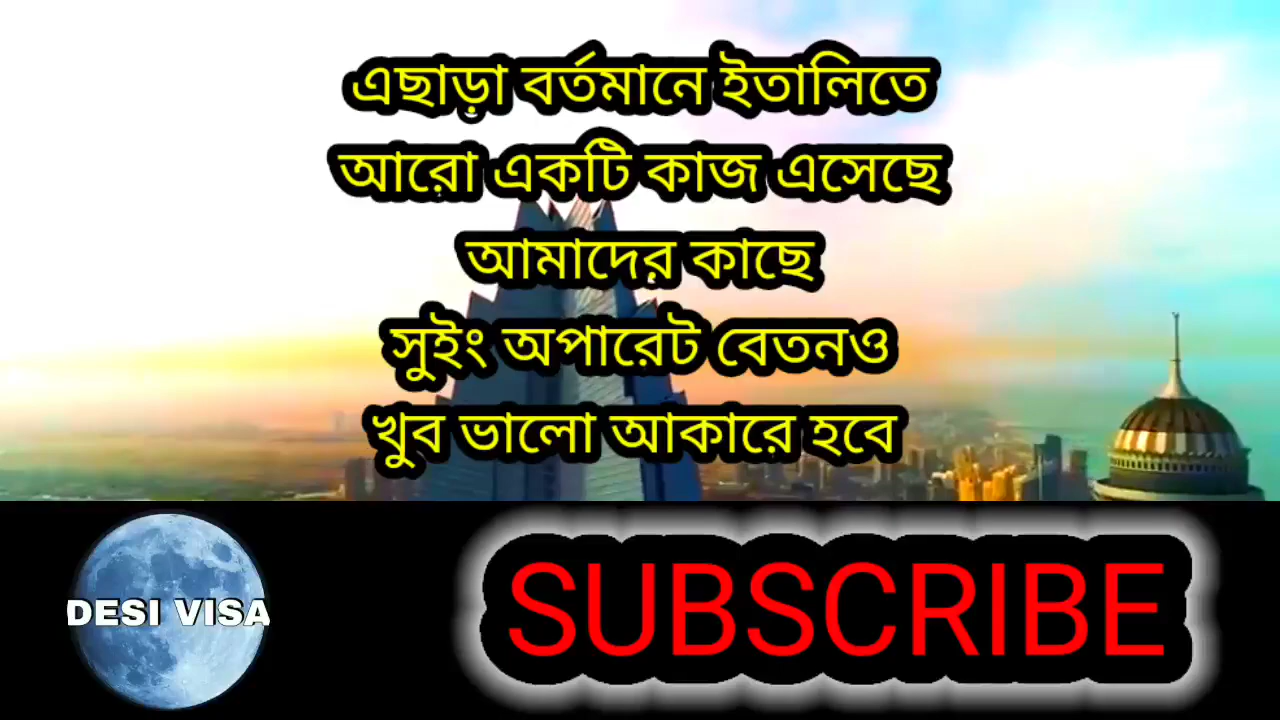 এছাড়া বর্তমানে ইতালিতে
আরো একটি কাজ এসেছে
আমাদের কাছে
সুইং অপারেট বেতনও
খুব ভালো আকারে হবে
DESI VISA
SUBSCRIBE